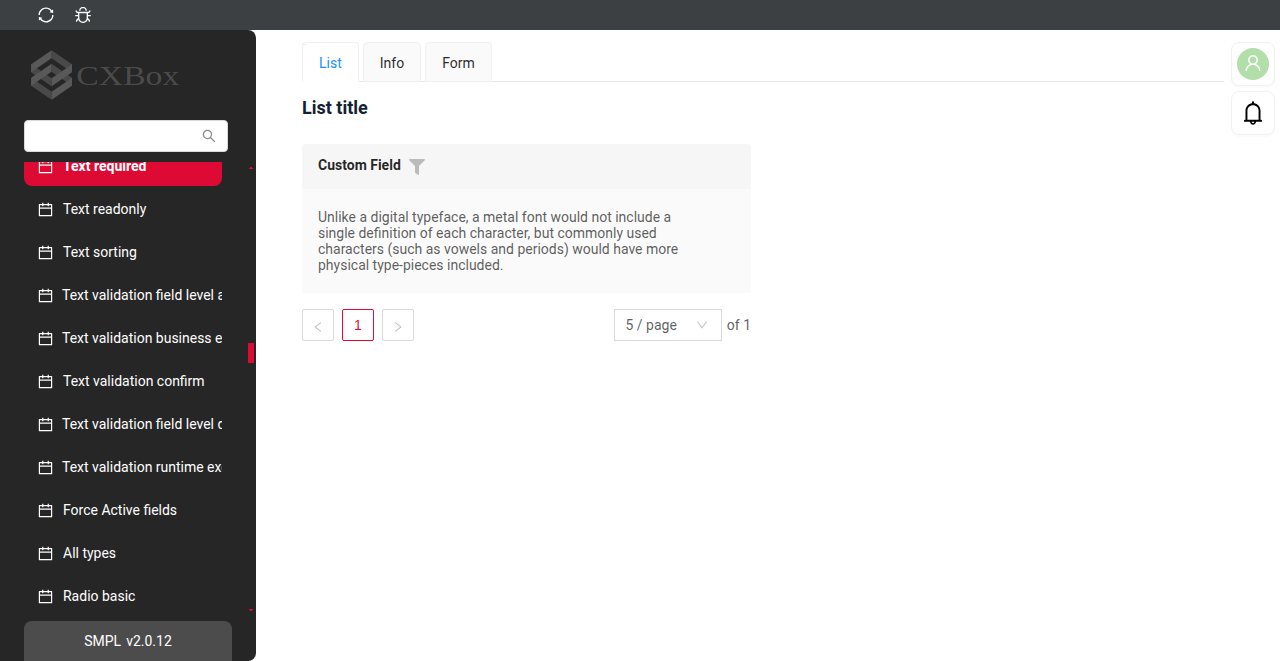 CXBox
Text required
Text readonly
Text sorting
Text validation field level a
Text validation business e
Text validation confirm
Text validation field level d
Text validation runtime ex
Force Active fields
All types
Radio basic
SMPL v2.0.12
List
Info
Form
List title
Custom Field
Unlike a digital typeface, a metal font would not include a
single definition of each character, but commonly used
characters (such as vowels and periods) would have more
physical type-pieces included.
1
5 / page
of 1